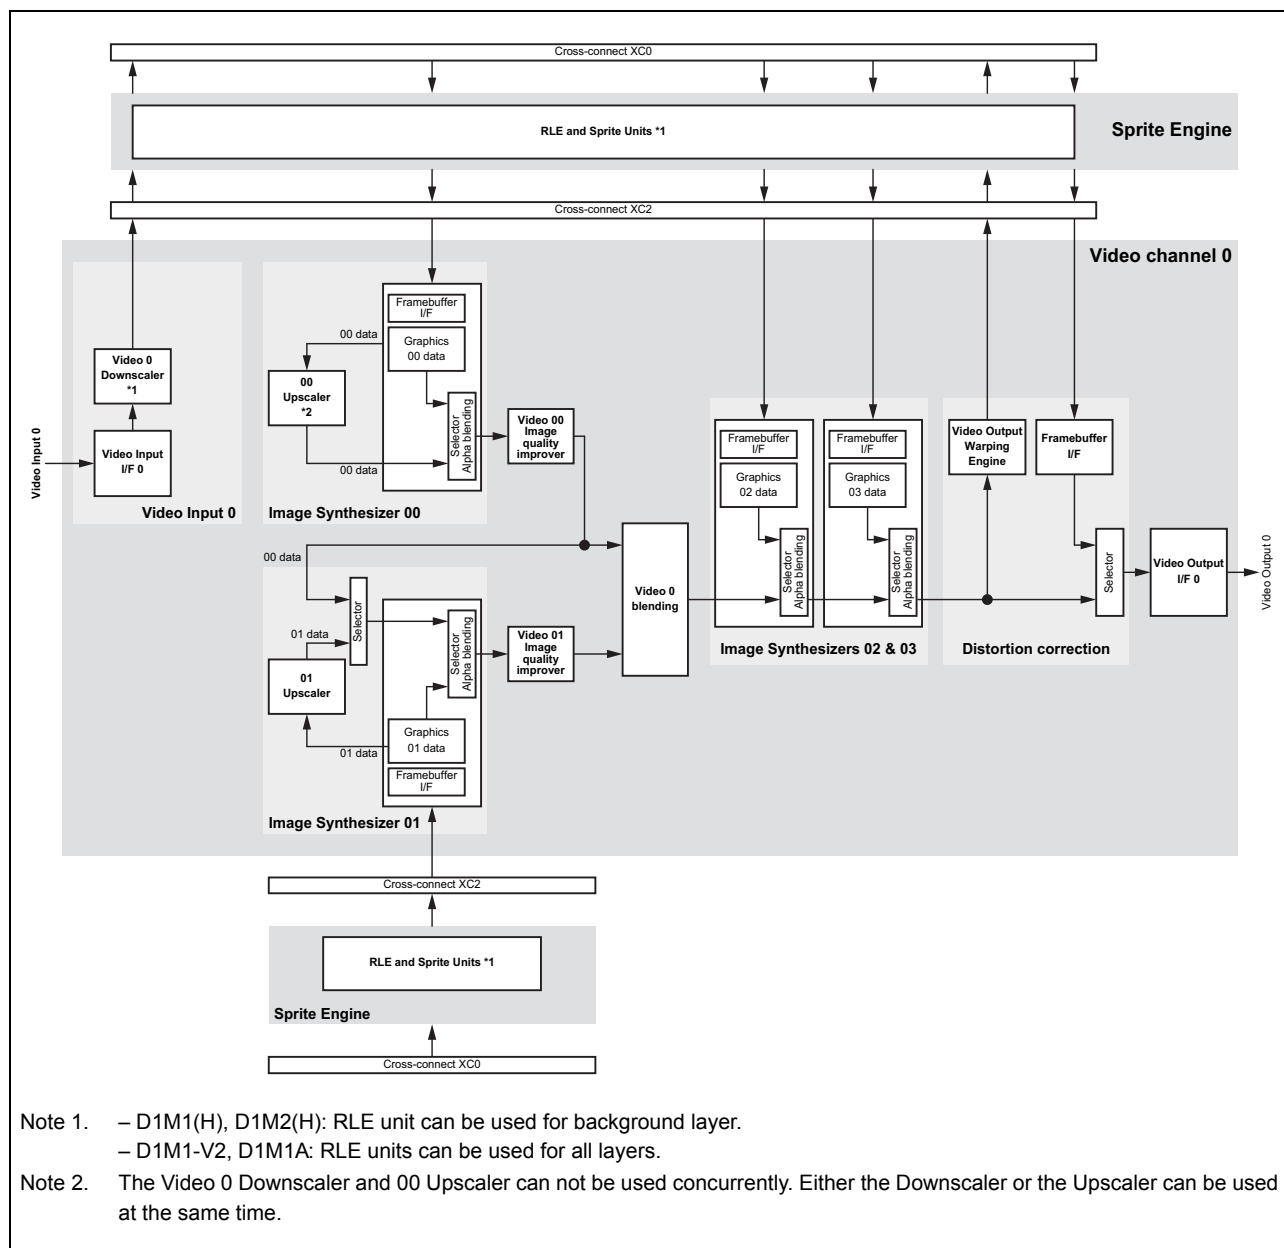 Cross-connect XC0
RLE and Sprite Units *1
Sprite Engine
Cross-connect XC2
Video channel 0
Video Input 0
Video 0
Downscaler
*1
Video Input
I/F 0
Video Input 0
Framebuffer
I/F
Graphics
00 data
00 data
00
Upscaler
*2
00 data
Selector
Alpha blending
Image Synthesizer 00
Video 00
Image
quality
improver
00 data
Selector
01 data
01
Upscaler
01 data
Selector
Alpha blending
Graphics
01 data
Framebuffer
I/F
Image Synthesizer 01
Video 01
Image
quality
improver
Video 0
blending
Framebuffer
I/F
Graphics
02 data
Selector
Alpha blending
Framebuffer
I/F
Graphics
03 data
Selector
Alpha blending
Image Synthesizers 02 & 03
Video Output
Warping
Engine
Framebuffer
I/F
Selector
Distortion correction
Video Output
I/F 0
Video Output 0
Cross-connect XC2
RLE and Sprite Units *1
Sprite Engine
Cross-connect XC0
Note 1. – D1M1(H), D1M2(H): RLE unit can be used for background layer.
– D1M1-V2, D1M1A: RLE units can be used for all layers.
Note 2. The Video 0 Downscaler and 00 Upscaler can not be used concurrently. Either the Downscaler or the Upscaler can be used
at the same time.